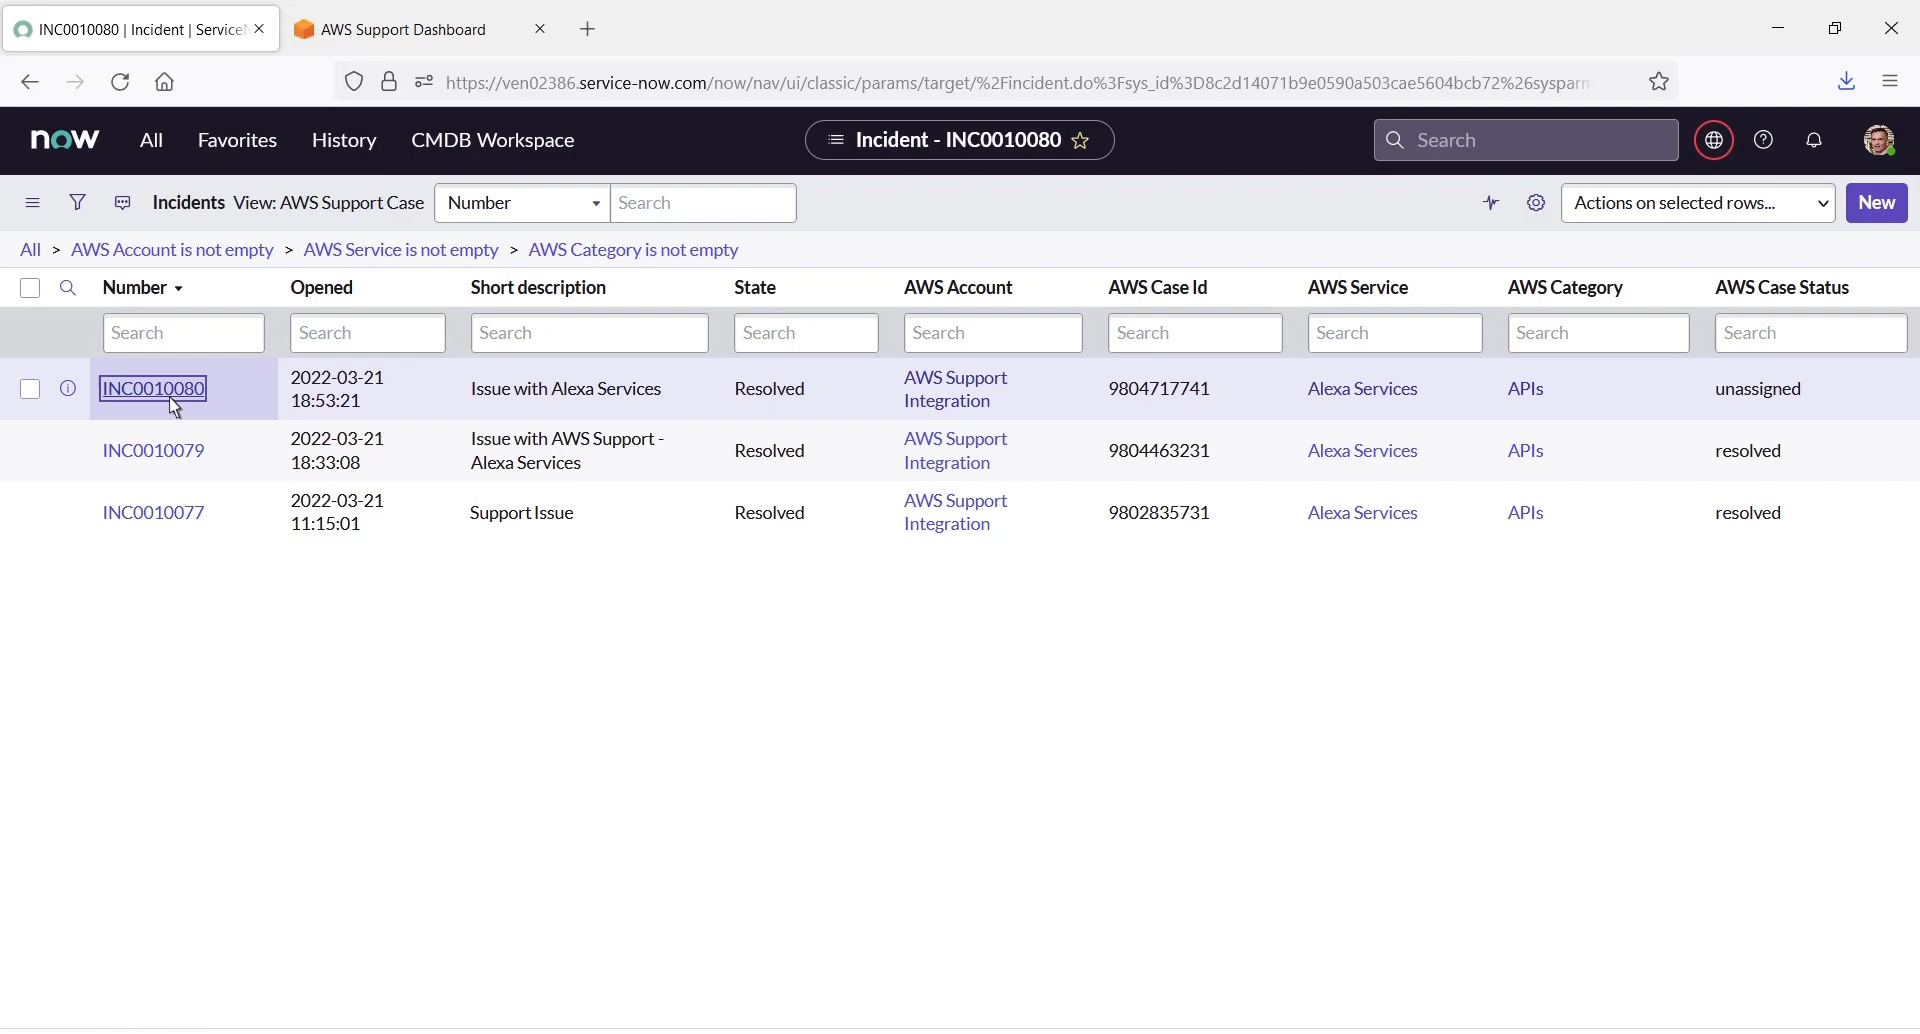 INC0010080 | Incident | Service
AWS Support Dashboard
https://ven02386.service-now.com/now/nav/ui/classic/params/target/%2Fincident.do%3Fsys_id%3D8c2d14071b9e0590a503cae5604bcb72%26sysparm
now
All
Favorites
History
CMDB Workspace
Incident - INC0010080
Search
Incidents View: AWS Support Case
Number
Search
Actions on selected rows...
New
All > AWS Account is not empty > AWS Service is not empty > AWS Category is not empty
Number
Opened
Short description
State
AWS Account
AWS Case Id
AWS Service
AWS Category
AWS Case Status
Search
Search
Search
Search
Search
Search
Search
Search
Search
INC0010080
2022-03-21
18:53:21
Issue with Alexa Services
Resolved
AWS Support
Integration
9804717741
Alexa Services
APIs
unassigned
INC0010079
2022-03-21
18:33:08
Issue with AWS Support -
Alexa Services
Resolved
AWS Support
Integration
9804463231
Alexa Services
APIs
resolved
INC0010077
2022-03-21
11:15:01
Support Issue
Resolved
AWS Support
Integration
9802835731
Alexa Services
APIs
resolved